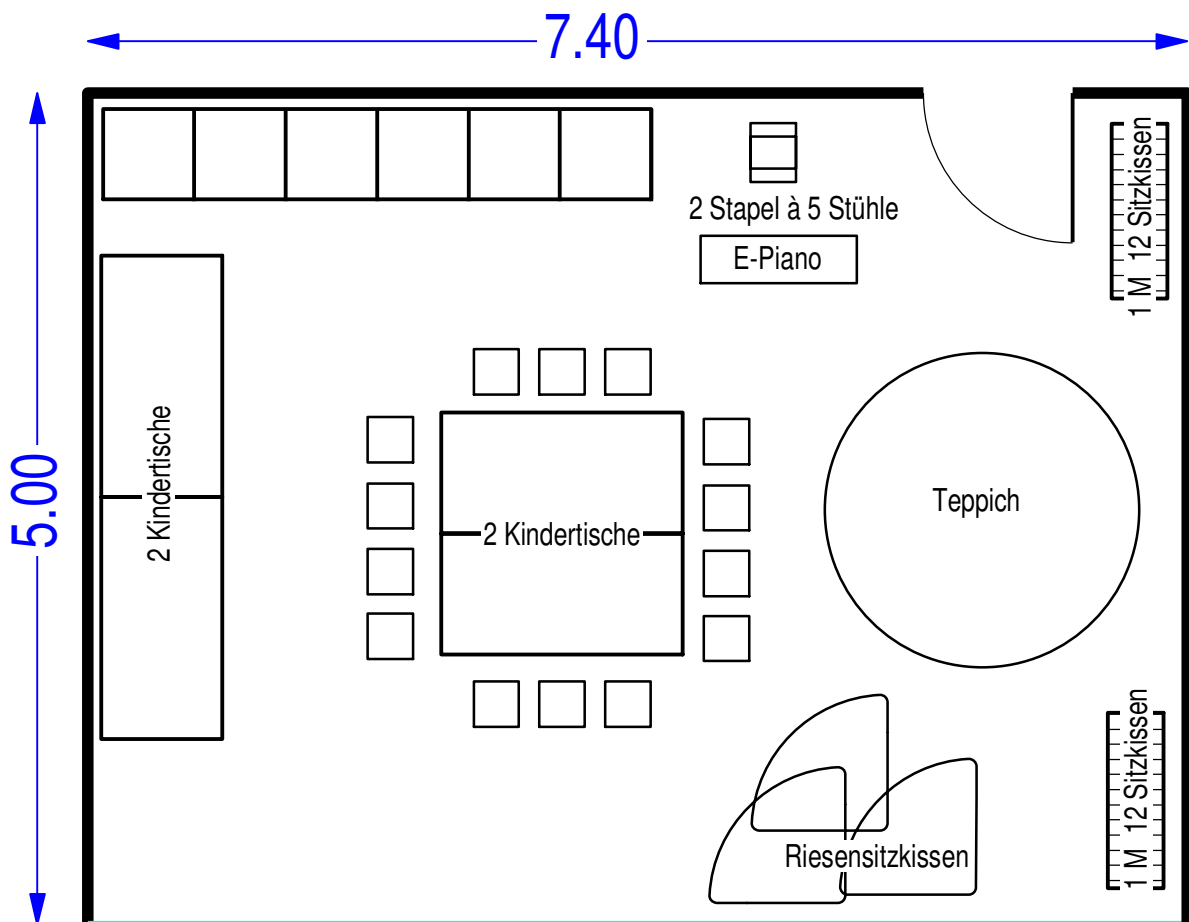 7.40
1 M 12 Sitzkissen
2 Stapel à 5 Stühle
E-Piano
5.00
2 Kindertische
2 Kindertische
Teppich
1 M 12 Sitzkissen
Riesensitzkissen